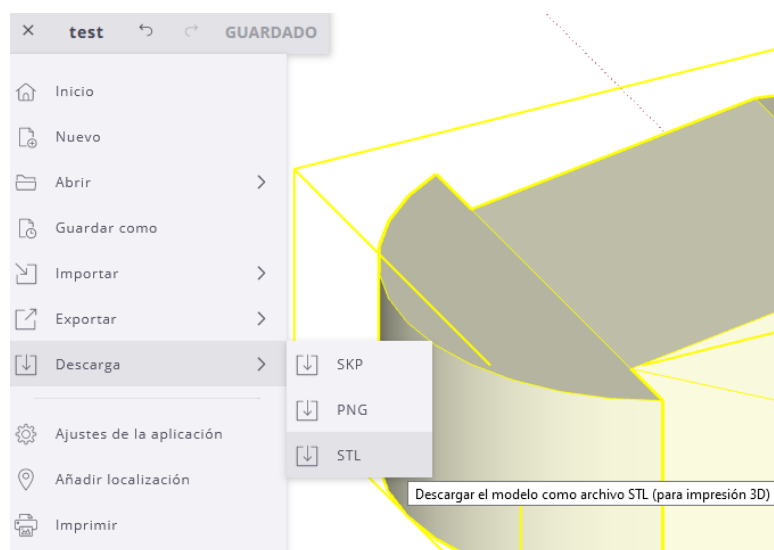 × test GUARDADO
Inicio
Nuevo
Abrir
Guardar como
Importar
Exportar
Descarga
SKP
PNG
STL
Descargar el modelo como archivo STL (para impresión 3D)
Ajustes de la aplicación
Añadir localización
Imprimir